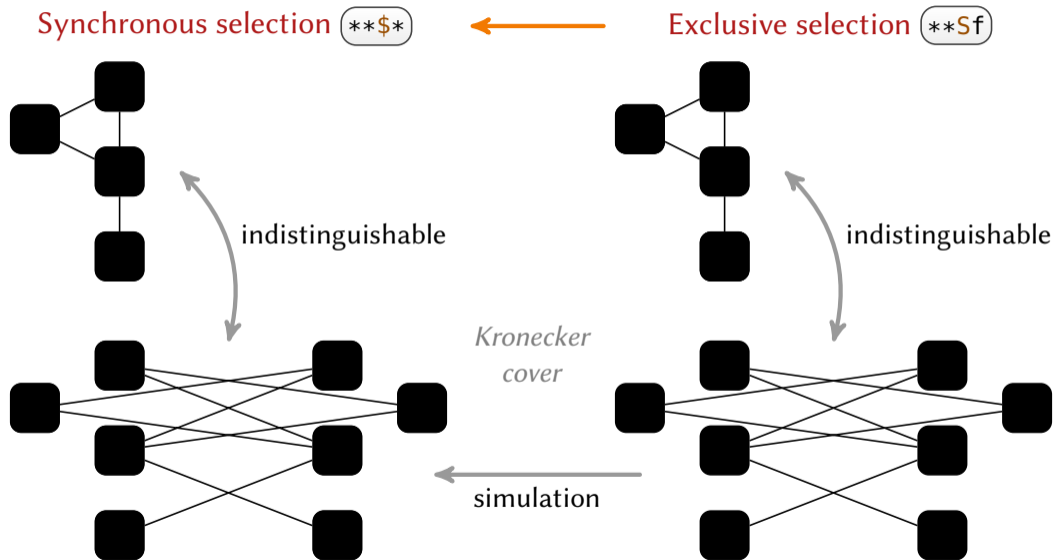 Synchronous selection **$*
Exclusive selection **Sf
indistinguishable
indistinguishable
Kronecker
cover
simulation